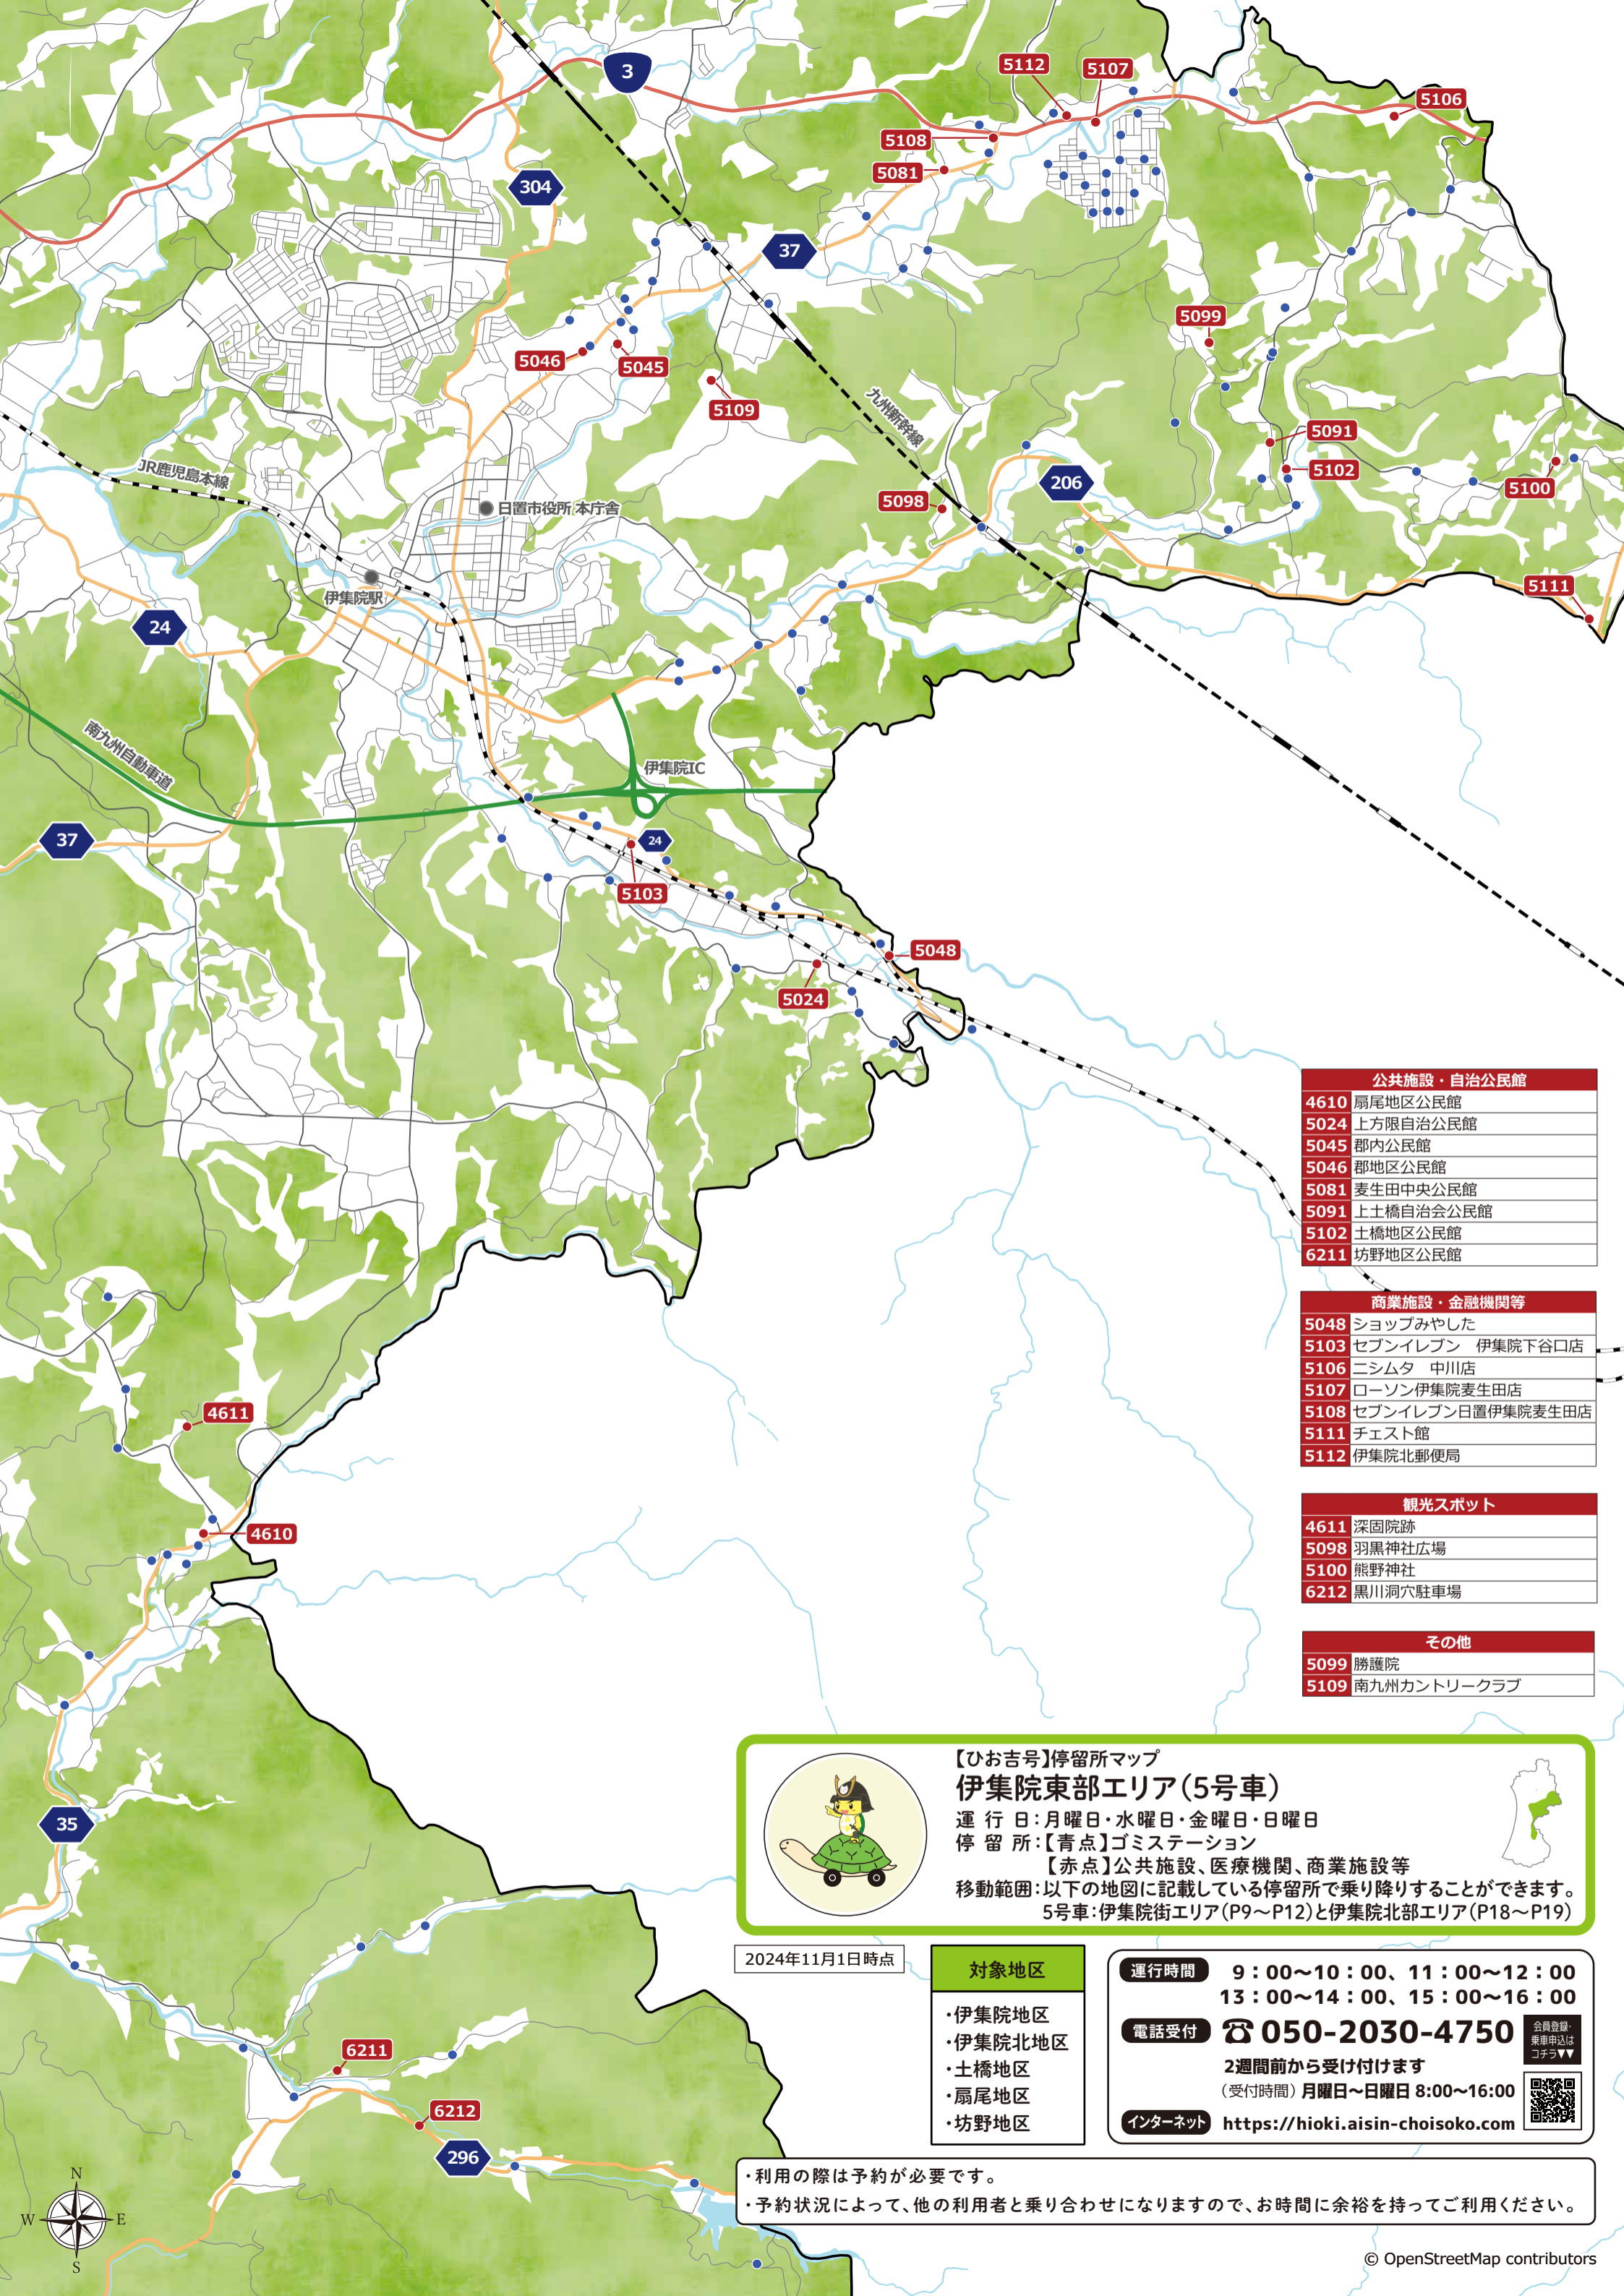 3
5112
5107
5106
5108
5081
304
37
5099
5046
5045
5109
九州新幹線
5091
5102
5100
JR鹿児島本線
206
5098
日置市役所 本庁舎
伊集院駅
5111
24
南九州自動車道
伊集院IC
37
24
5103
5048
5024
4611
4610
35
6211
6212
296
N
W
E
S
公共施設・自治公民館
4610 扇尾地区公民館
5024 上方限自治公民館
5045 郡内公民館
5046 郡地区公民館
5081 麦生田中央公民館
5091 上土橋自治会公民館
5102 土橋地区公民館
6211 坊野地区公民館
商業施設・金融機関等
5048 ショップみやした
5103 セブンイレブン　伊集院下谷口店
5106 ニシムタ　中川店
5107 ローソン伊集院麦生田店
5108 セブンイレブン日置伊集院麦生田店
5111 チェスト館
5112 伊集院北郵便局
観光スポット
4611 深固院跡
5098 羽黒神社広場
5100 熊野神社
6212 黒川洞穴駐車場
その他
5099 勝護院
5109 南九州カントリークラブ
【ひお吉号】停留所マップ
伊集院東部エリア（5号車）
運 行 日：月曜日・水曜日・金曜日・日曜日
停 留 所：【青点】ゴミステーション
【赤点】公共施設、医療機関、商業施設等
移動範囲：以下の地図に記載している停留所で乗り降りすることができます。
5号車：伊集院街エリア（P9～P12）と伊集院北部エリア（P18～P19）
2024年11月1日時点
対象地区
・伊集院地区
・伊集院北地区
・土橋地区
・扇尾地区
・坊野地区
運行時間 9：00～10：00、11：00～12：00
13：00～14：00、15：00～16：00
電話受付 ☎ 050-2030-4750
2週間前から受け付けます
（受付時間）月曜日～日曜日 8:00～16:00
インターネット https://hioki.aisin-choisoko.com
会員登録・
乗車申込は
コチラ▼▼
・利用の際は予約が必要です。
・予約状況によって、他の利用者と乗り合わせになりますので、お時間に余裕を持ってご利用ください。
© OpenStreetMap contributors